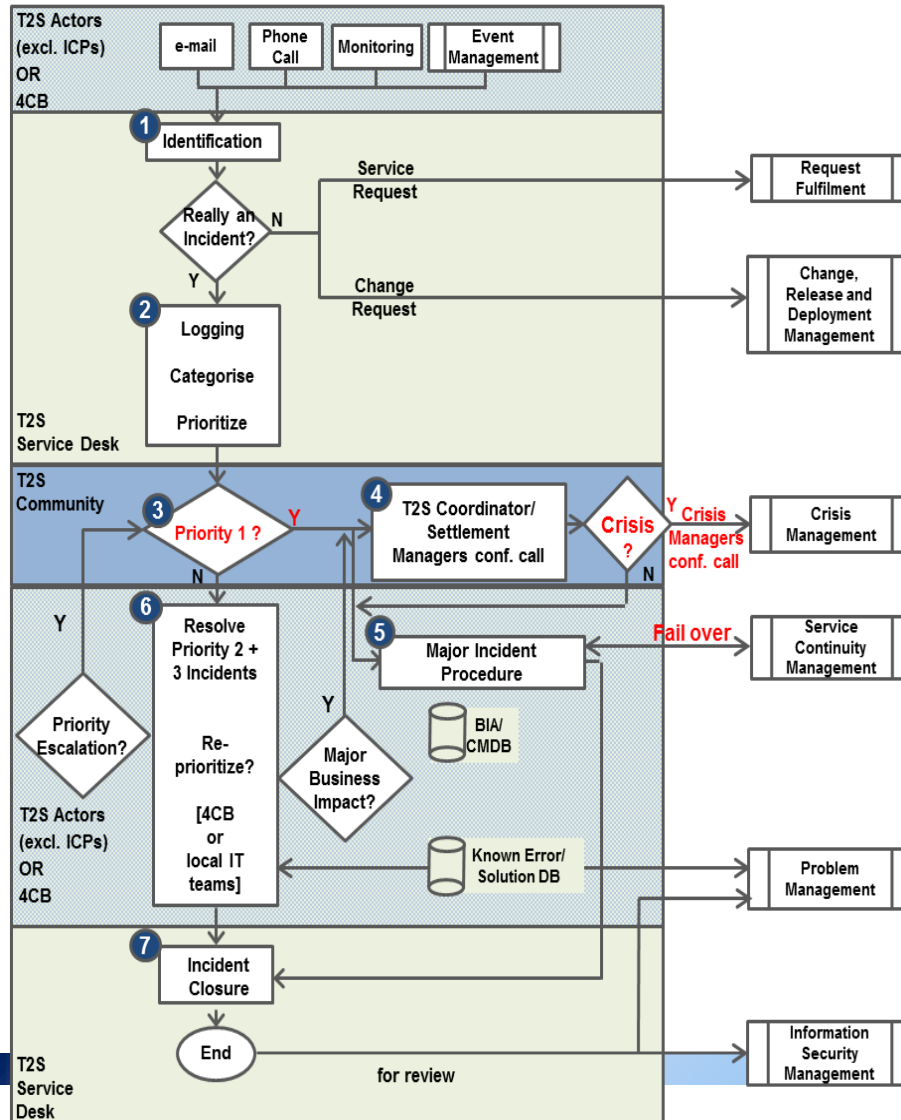 T2S Actors
(excl. ICPs)
OR
4CB
e-mail
Phone
Call
Monitoring
Event
Management
1
Identification
Really an
Incident?
N
Service
Request
Request
Fulfilment
Y
Change
Request
Change,
Release and
Deployment
Management
2
Logging
Categorise
Prioritize
T2S
Service Desk
T2S
Community
3
Priority 1 ?
Y
4
T2S Coordinator/
Settlement
Managers conf. call
Crisis
?
Y
Crisis
Managers
conf. call
Crisis
Management
N
N
Y
6
Resolve
Priority 2 +
3 Incidents
Re-
prioritize?
[4CB
or
local IT
teams]
5
Major Incident
Procedure
Fail over
Service
Continuity
Management
Priority
Escalation?
Y
Major
Business
Impact?
BIA/
CMDB
T2S Actors
(excl. ICPs)
OR
4CB
Known Error/
Solution DB
Problem
Management
7
Incident
Closure
End
for review
Information
Security
Management
T2S
Service
Desk